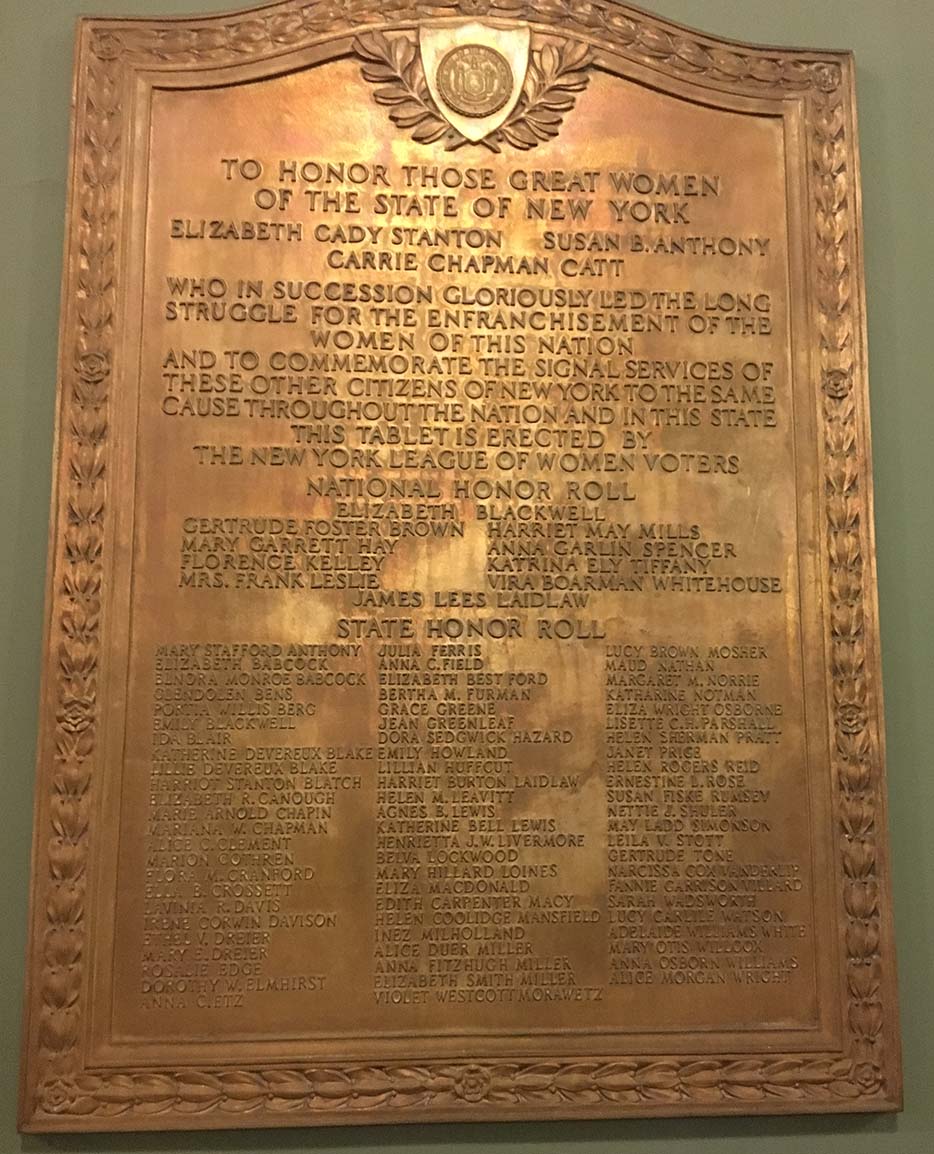 TO HONOR THOSE GREAT WOMEN
OF THE STATE OF NEW YORK
ELIZABETH CADY STANTON SUSAN B. ANTHONY
CARRIE CHAPMAN CATT
WHO IN SUCCESSION GLORIOUSLY LED THE LONG
STRUGGLE FOR THE ENFRANCHISEMENT OF THE
WOMEN OF THIS NATION
AND TO COMMEMORATE THE SIGNAL SERVICES OF
THESE OTHER CITIZENS OF NEW YORK TO THE SAME
CAUSE THROUGHOUT THE NATION AND IN THIS STATE
THIS TABLET IS ERECTED BY
THE NEW YORK LEAGUE OF WOMEN VOTERS
NATIONAL HONOR ROLL
ELIZABETH BLACKWELL
GERTRUDE FOSTER BROWN
MARY GARRETT HAY
FLORENCE KELLEY
MRS. FRANK LESLIE
HARRIET MAY MILLS
ANNA GARLIN SPENCER
KATRINA ELY TIFFANY
VIRA BOARMAN WHITEHOUSE
JAMES LEES LAIDLAW
STATE HONOR ROLL
MARY STAFFORD ANTHONY
ELIZABETH BABCOCK
ELNORA MONROE BABCOCK
GLENDOLEN BENS
PORTIA WILLIS BERG
EMILY BLACKWELL
IDA BLAIR
KATHERINE DEVEREUX BLAKE
LILLIE DEVEREUX BLAKE
HARRIOT STANTON BLATCH
ELIZABETH R. CANOUGH
MARIE ARNOLD CHAPIN
MARIANA W. CHAPMAN
ALICE C. CLEMENT
MARION COTHREN
FLORA M. CRANFORD
ELLA B. CROSSETT
LAVINIA R. DAVIS
IRENE CORWIN DAVISON
ETHEL V. DREIER
MARY E. DREIER
ROSALIE EDGE
DOROTHY W. ELMHIRST
ANNA C. ETZ
JULIA FERRIS
ANNA C. FIELD
ELIZABETH BEST FORD
BERTHA M. FURMAN
GRACE GREENE
JEAN GREENLEAF
DORA SEDGWICK HAZARD
EMILY HOWLAND
LILLIAN HUFFCUT
HARRIET BURTON LAIDLAW
HELEN M. LEAVITT
AGNES B. LEWIS
KATHERINE BELL LEWIS
HENRIETTA J.W. LIVERMORE
BELVA LOCKWOOD
MARY HILLARD LOINES
ELIZA MACDONALD
EDITH CARPENTER MACY
HELEN COOLIDGE MANSFIELD
INEZ MILHOLLAND
ALICE DUER MILLER
ANNA FITZHUGH MILLER
ELIZABETH SMITH MILLER
VIOLET WESTCOTT MORAWETZ
LUCY BROWN MOSHER
MAUD NATHAN
MARGARET M. NORRIE
KATHARINE NOTMAN
ELIZA WRIGHT OSBORNE
LISETTE C.H. PARSHALL
HELEN SHERMAN PRATT
JANET PRICE
HELEN ROGERS REID
ERNESTINE L. ROSE
SUSAN FISKE RUMSEY
NETTIE J. SHULER
MAY LADD SIMONSON
LEILA V. STOTT
GERTRUDE TONE
NARCISSA COX VANDERLIP
FANNIE GARRISON VILLARD
SARAH WADSWORTH
LUCY CARLILE WATSON
ADELAIDE WILLIAMS WHITE
MARY OTIS WILLCOX
ANNA OSBORN WILLIAMS
ALICE MORGAN WRIGHT